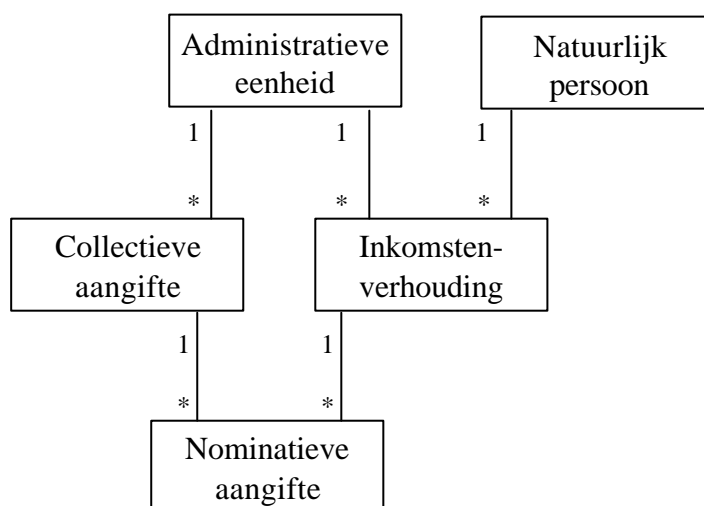 Administratieve
eenheid
Natuurlijk
persoon
1
1
1
*
*
*
Collectieve
aangifte
Inkomsten-
verhouding
1
1
*
*
Nominatieve
aangifte